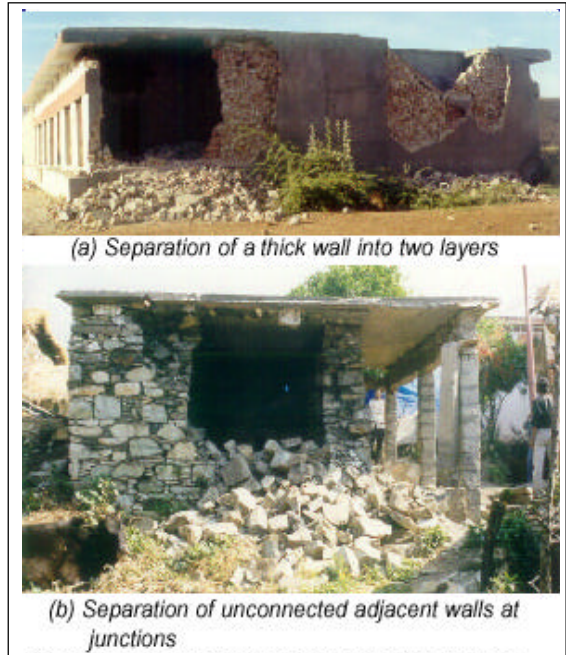 (a) Separation of a thick wall into two layers
(b) Separation of unconnected adjacent walls at
junctions